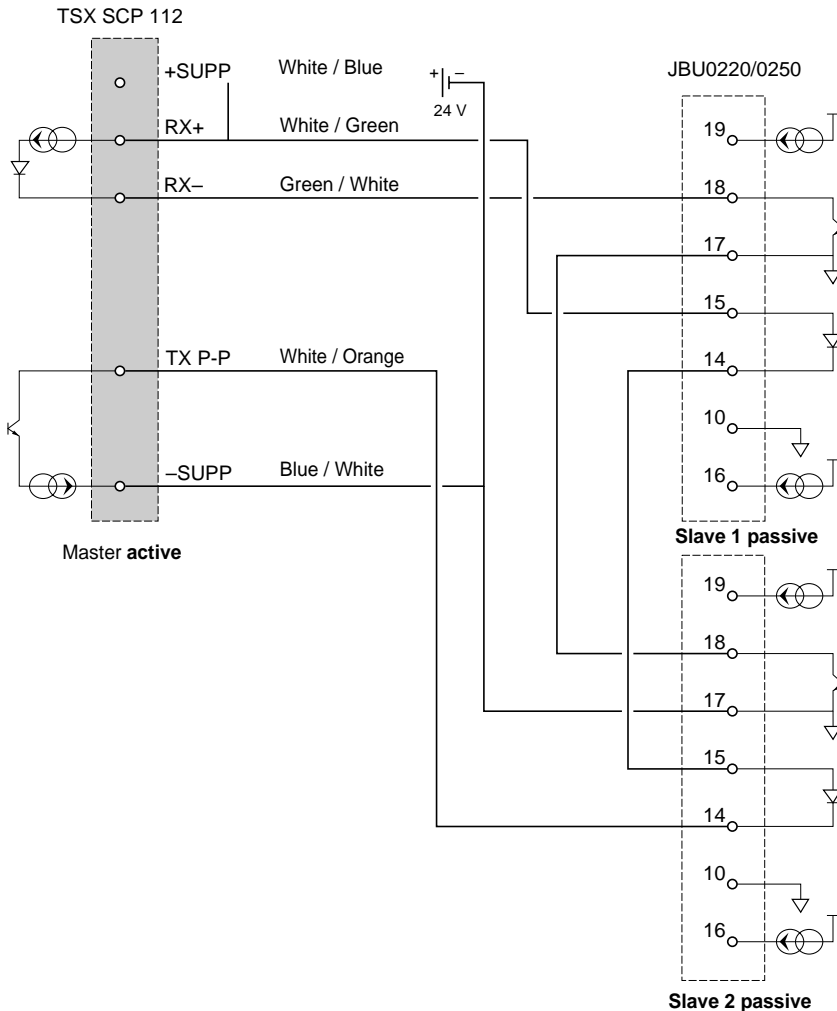 TSX SCP 112
+SUPP White / Blue
+ –
24 V
JBU0220/0250
RX+ White / Green
19
RX– Green / White
18
17
15
TX P-P White / Orange
14
10
–SUPP Blue / White
16
Master active
Slave 1 passive
19
18
17
15
14
10
16
Slave 2 passive